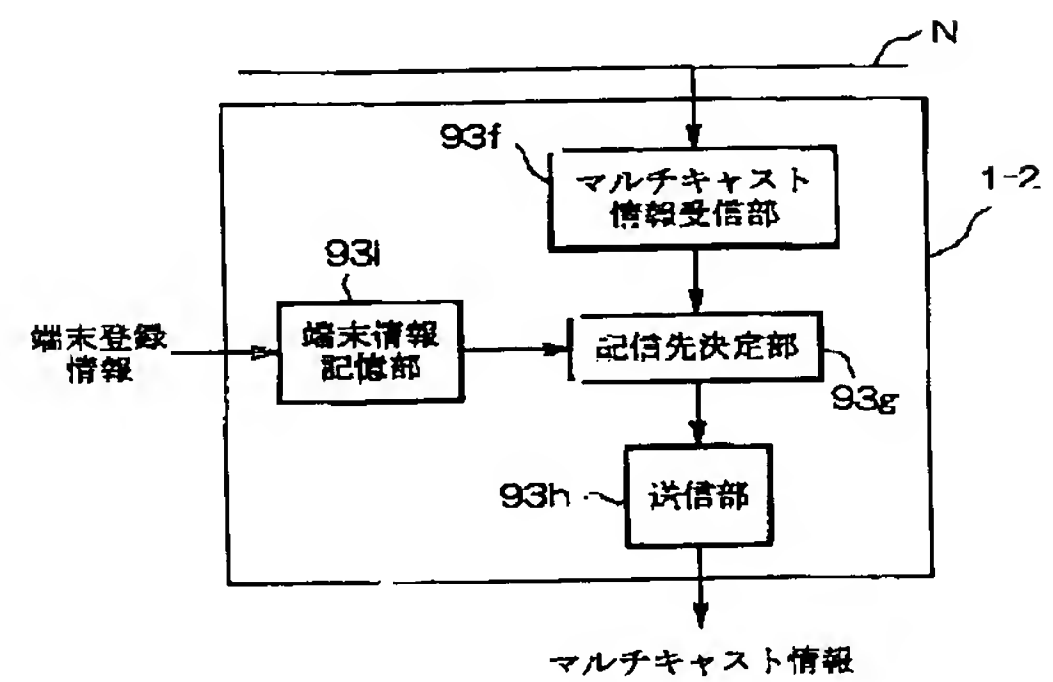 N
93f
マルチキャスト
情報受信部
1-2
93i
端末登録
情報
端末情報
記憶部
記信先決定部
93g
93h
送信部
マルチキャスト情報